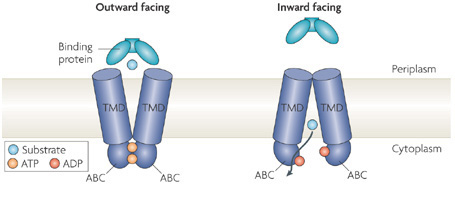 Outward facing
Inward facing
Binding
protein
Periplasm
TMD
TMD
TMD
TMD
Substrate
ATP
ADP
Cytoplasm
ABC
ABC
ABC
ABC